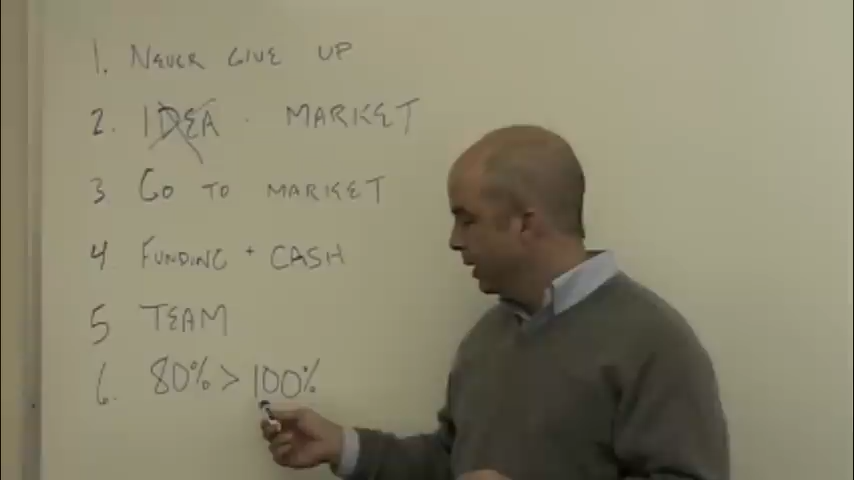 1. NEVER GIVE UP
2. IDEA . MARKET
3 GO TO MARKET
4 FUNDING + CASH
5 TEAM
6. 80% > 100%